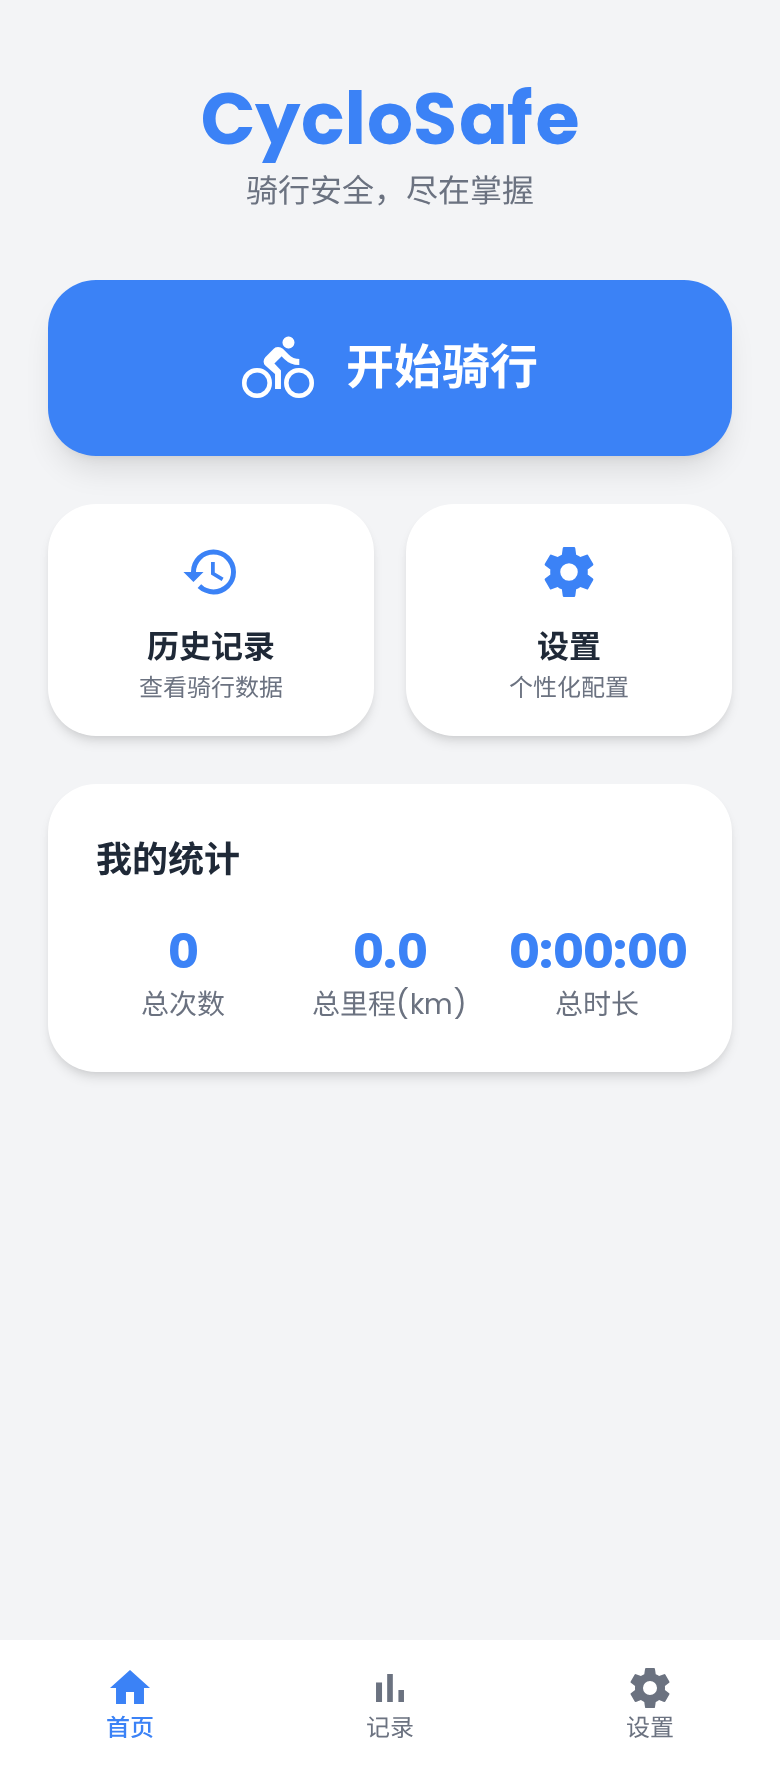 CycloSafe
骑行安全，尽在掌握
开始骑行
历史记录
查看骑行数据
设置
个性化配置
我的统计
0
总次数
0.0
总里程(km)
0:00:00
总时长
首页
记录
设置